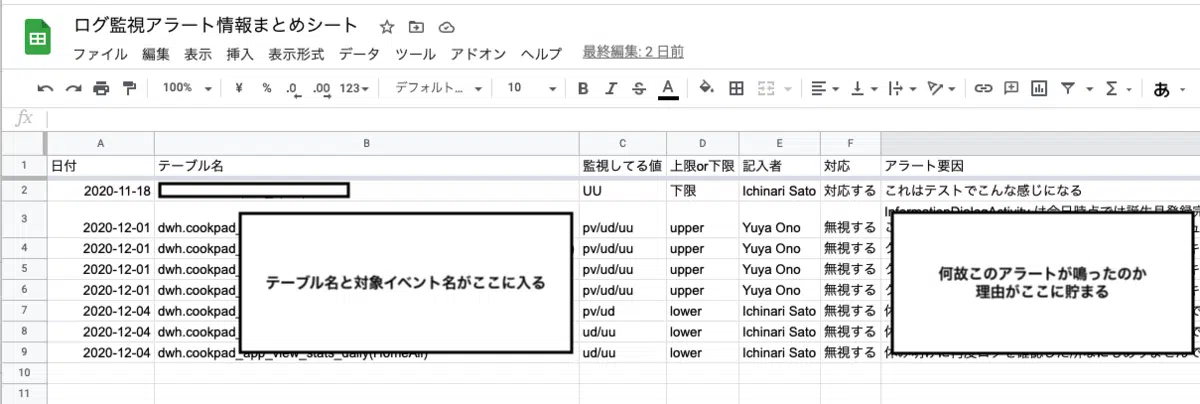 ログ監視アラート情報まとめシート
ファイル 編集 表示 挿入 表示形式 データ ツール アドオン ヘルプ 最終編集: 2 日前
100% ¥ % .0 .00 123 デフォルト... 10 B I S A Σ あ
fx
A B C D E F
1 日付 テーブル名 監視してる値 上限or下限 記入者 対応 アラート要因
2 2020-11-18 UU 下限 Ichinari Sato 対応する これはテストでこんな感じになる
3 2020-12-01 dwh.cookpad_ pv/ud/uu upper Yuya Ono 無視する
4 2020-12-01 dwh.cookpad_ pv/ud/uu upper Yuya Ono 無視する
5 2020-12-01 dwh.cookpad_ pv/ud/uu upper Yuya Ono 無視する
6 2020-12-01 dwh.cookpad_ pv/ud/uu upper Yuya Ono 無視する
7 2020-12-04 dwh.cookpad_ pv/ud lower Ichinari Sato 無視する
8 2020-12-04 dwh.cookpad_ ud/uu lower Ichinari Sato 無視する
9 2020-12-04 dwh.cookpad_app_view_stats_daily(HomeAll) ud/uu lower Ichinari Sato 無視する
10
11
テーブル名と対象イベント名がここに入る
何故このアラートが鳴ったのか
理由がここに貯まる